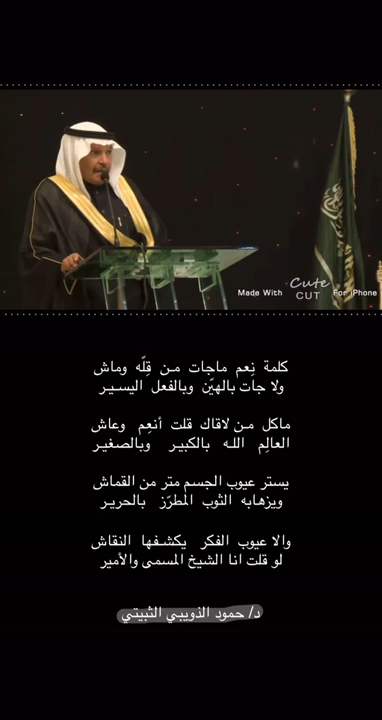 Made With Cute CUT For iPhone
كلمة نِعم ماجات من قِلّه وماش
ولا جات بالهيّن وبالفعل اليسير
ماكل من لاقاك قلت أنعِم وعاش
العالِم الله بالكبير وبالصغير
يستر عيوب الجسم متر من القماش
ويزهابه الثوب المطرّز بالحرير
والا عيوب الفكر يكشفها النقاش
لو قلت انا الشيخ المسمى والأمير
د/ حمود الذويبي الثبيتي